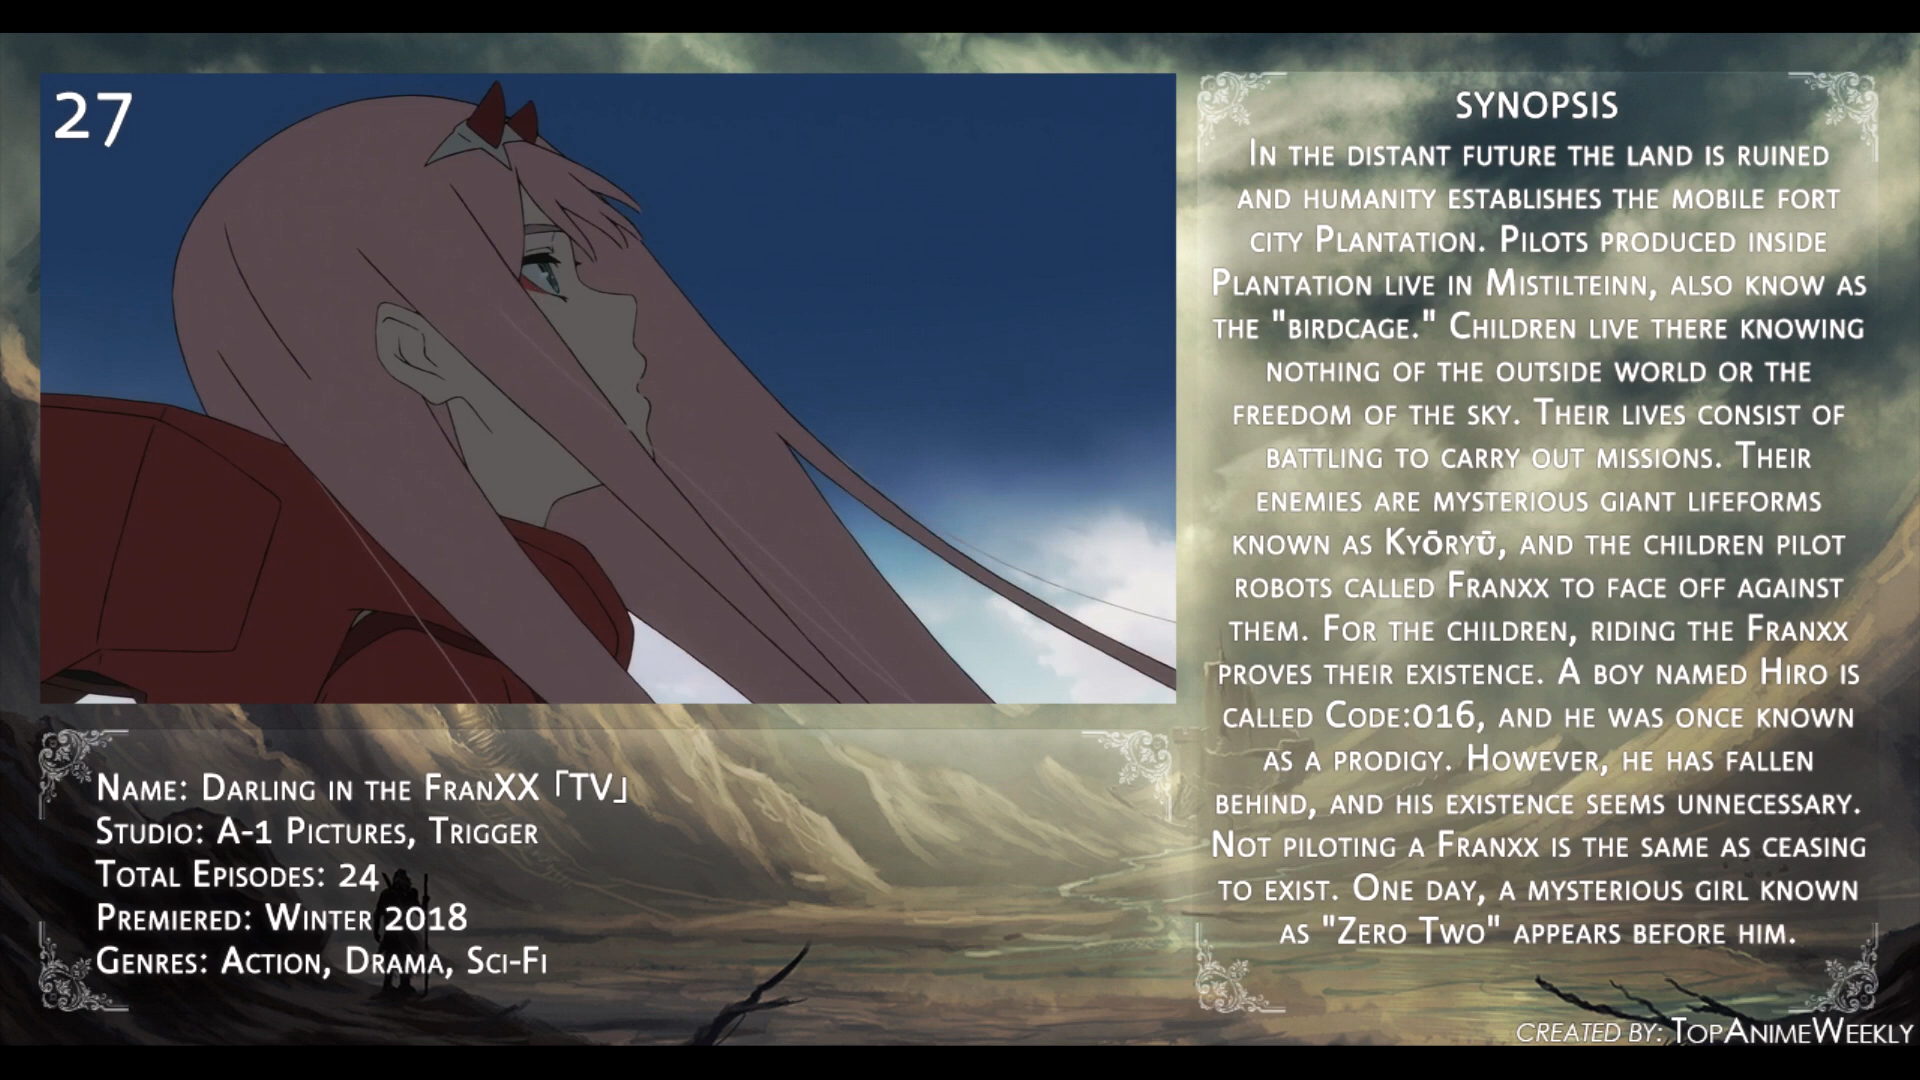 27
SYNOPSIS
In the distant future the land is ruined
and humanity establishes the mobile fort
city Plantation. Pilots produced inside
Plantation live in Mistilteinn, also know as
the "birdcage." Children live there knowing
nothing of the outside world or the
freedom of the sky. Their lives consist of
battling to carry out missions. Their
enemies are mysterious giant lifeforms
known as Kyōryū, and the children pilot
robots called Franxx to face off against
them. For the children, riding the Franxx
proves their existence. A boy named Hiro is
called Code:016, and he was once known
as a prodigy. However, he has fallen
behind, and his existence seems unnecessary.
Not piloting a Franxx is the same as ceasing
to exist. One day, a mysterious girl known
as "Zero Two" appears before him.
Name: Darling in the FranXX「TV」
Studio: A-1 Pictures, Trigger
Total Episodes: 24
Premiered: Winter 2018
Genres: Action, Drama, Sci-Fi
CREATED BY: TopAnimeWeekly